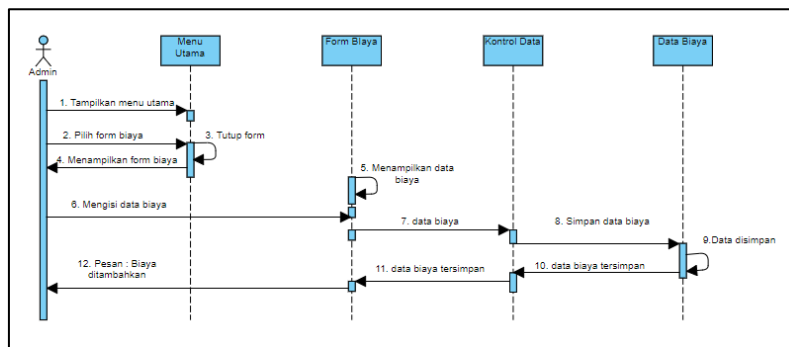 Menu
Utama
Form BIaya
Kontrol Data
Data Biaya
Admin
1. Tampilkan menu utama
2. Pilih form biaya
3. Tutup form
4. Menampilkan form biaya
5. Menampilkan data
biaya
6. Mengisi data biaya
7. data biaya
8. Simpan data biaya
9.Data disimpan
10. data biaya tersimpan
11. data biaya tersimpan
12. Pesan : Biaya
ditambahkan